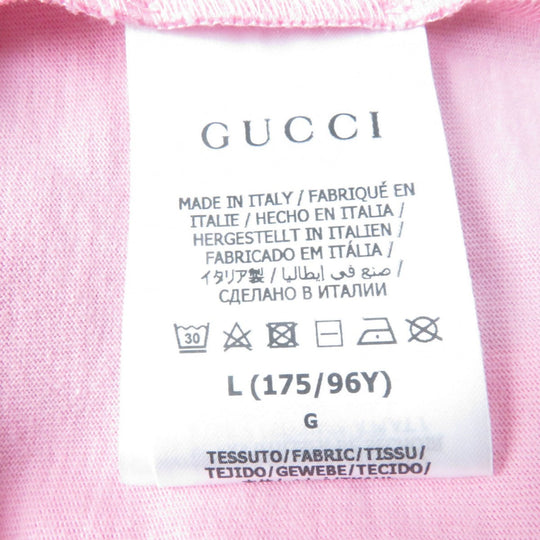 GUCCI
MADE IN ITALY / FABRIQUÉ EN
ITALIE / HECHO EN ITALIA /
HERGESTELLT IN ITALIEN /
FABRICADO EM ITÁLIA /
イタリア製 / صنع في إيطاليا /
СДЕЛАНО В ИТАЛИИ
30
L (175/96Y)
G
TESSUTO/FABRIC/TISSU/
TEJIDO/GEWEBE/TECIDO/